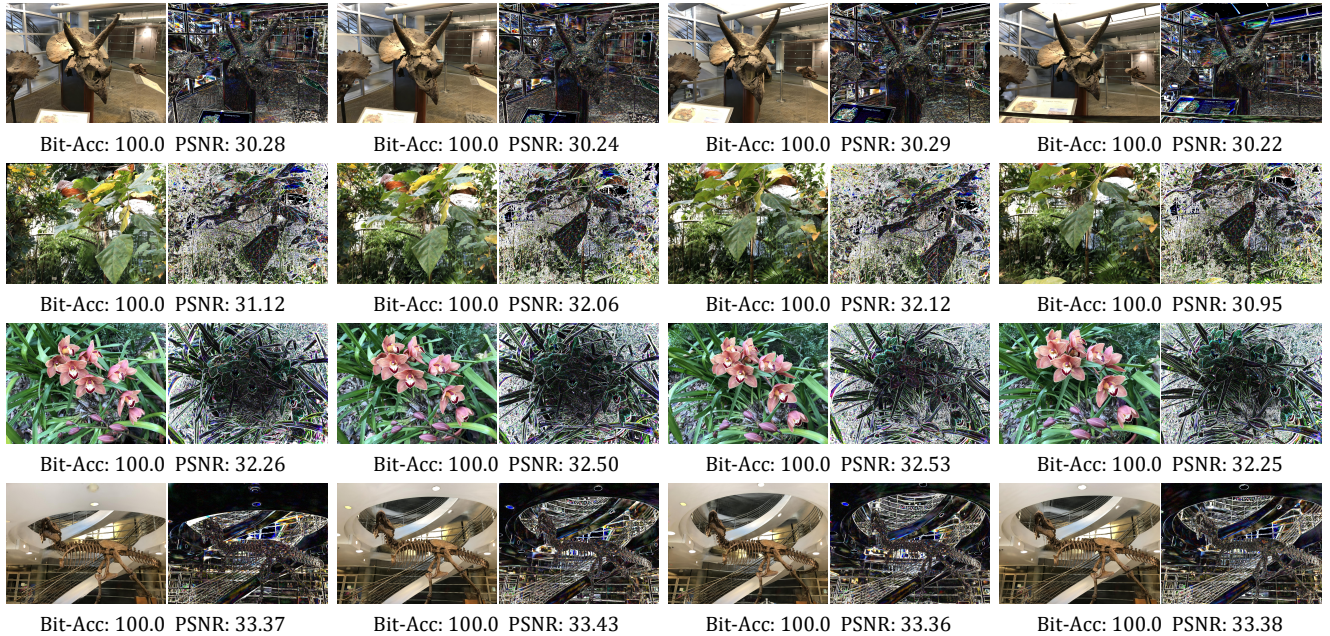 Bit-Acc: 100.0 PSNR: 30.28 Bit-Acc: 100.0 PSNR: 30.24 Bit-Acc: 100.0 PSNR: 30.29 Bit-Acc: 100.0 PSNR: 30.22
Bit-Acc: 100.0 PSNR: 31.12 Bit-Acc: 100.0 PSNR: 32.06 Bit-Acc: 100.0 PSNR: 32.12 Bit-Acc: 100.0 PSNR: 30.95
Bit-Acc: 100.0 PSNR: 32.26 Bit-Acc: 100.0 PSNR: 32.50 Bit-Acc: 100.0 PSNR: 32.53 Bit-Acc: 100.0 PSNR: 32.25
Bit-Acc: 100.0 PSNR: 33.37 Bit-Acc: 100.0 PSNR: 33.43 Bit-Acc: 100.0 PSNR: 33.36 Bit-Acc: 100.0 PSNR: 33.38